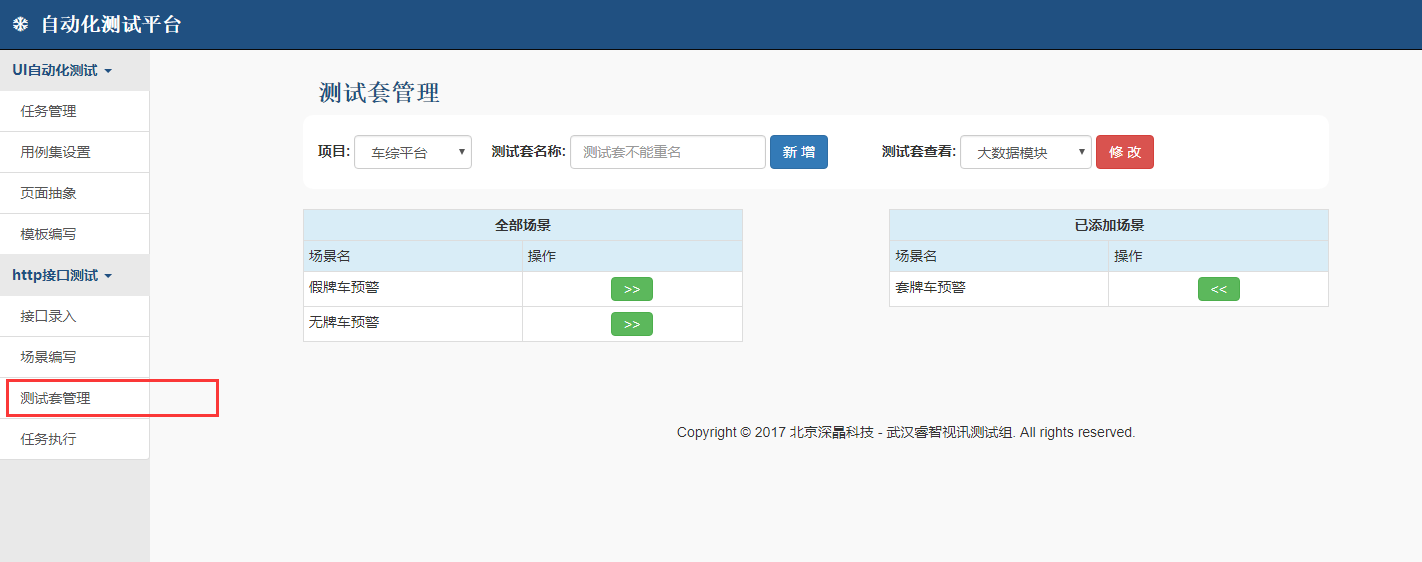 自动化测试平台
UI自动化测试
任务管理
用例集设置
页面抽象
模板编写
http接口测试
接口录入
场景编写
测试套管理
任务执行
测试套管理
项目: 车综平台 测试套名称: 测试套不能重名 新 增 测试套查看: 大数据模块 修 改
全部场景
场景名 操作
假牌车预警 >>
无牌车预警 >>
已添加场景
场景名 操作
套牌车预警 <<
Copyright © 2017 北京深晶科技 - 武汉睿智视讯测试组. All rights reserved.